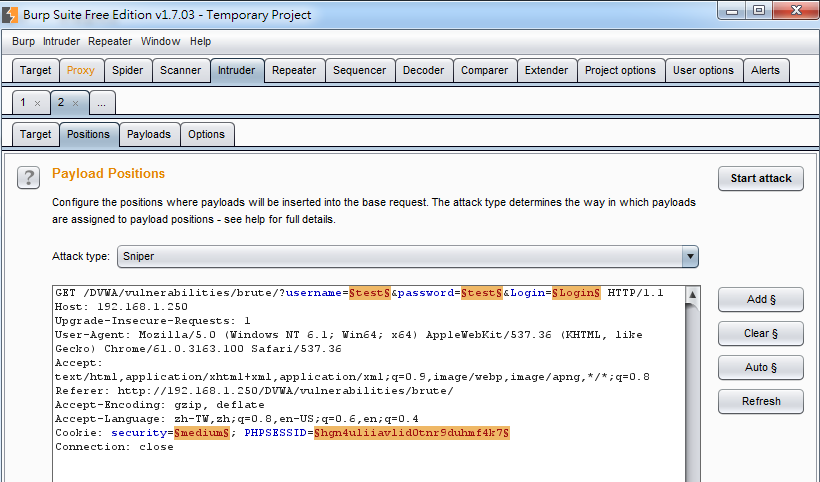 Burp Suite Free Edition v1.7.03 - Temporary Project
Burp Intruder Repeater Window Help
Target Proxy Spider Scanner Intruder Repeater Sequencer Decoder Comparer Extender Project options User options Alerts
1 × 2 × ...
Target Positions Payloads Options
? Payload Positions
Start attack
Configure the positions where payloads will be inserted into the base request. The attack type determines the way in which payloads
are assigned to payload positions - see help for full details.
Attack type: Sniper
GET /DVWA/vulnerabilities/brute/?username=§test§&password=§test§&Login=§Login§ HTTP/1.1
Host: 192.168.1.250
Upgrade-Insecure-Requests: 1
User-Agent: Mozilla/5.0 (Windows NT 6.1; Win64; x64) AppleWebKit/537.36 (KHTML, like
Gecko) Chrome/61.0.3163.100 Safari/537.36
Accept:
text/html,application/xhtml+xml,application/xml;q=0.9,image/webp,image/apng,*/*;q=0.8
Referer: http://192.168.1.250/DVWA/vulnerabilities/brute/
Accept-Encoding: gzip, deflate
Accept-Language: zh-TW,zh;q=0.8,en-US;q=0.6,en;q=0.4
Cookie: security=§medium§; PHPSESSID=§hgn4uliiavlid0tnr9duhmf4k7§
Connection: close
Add §
Clear §
Auto §
Refresh